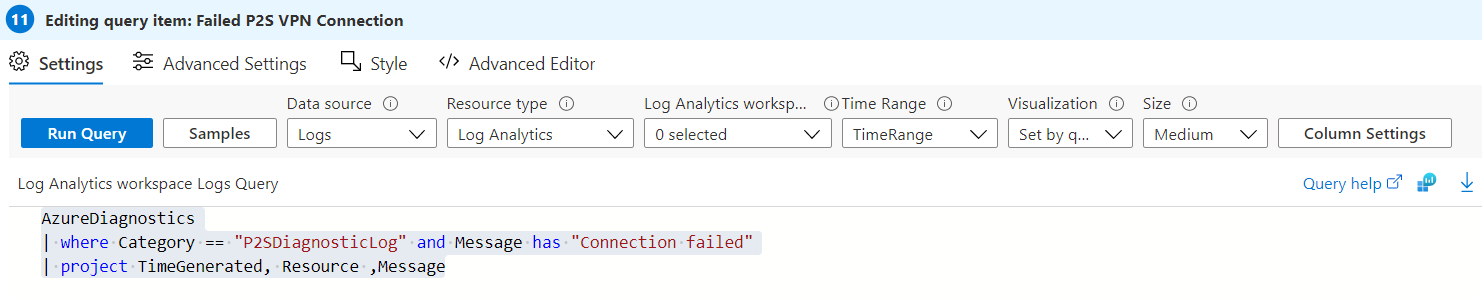 11 Editing query item: Failed P2S VPN Connection
Settings Advanced Settings Style </> Advanced Editor
Data source Resource type Log Analytics worksp... Time Range Visualization Size
Run Query Samples Logs Log Analytics 0 selected TimeRange Set by q... Medium Column Settings
Log Analytics workspace Logs Query Query help
AzureDiagnostics
| where Category == "P2SDiagnosticLog" and Message has "Connection failed"
| project TimeGenerated, Resource ,Message